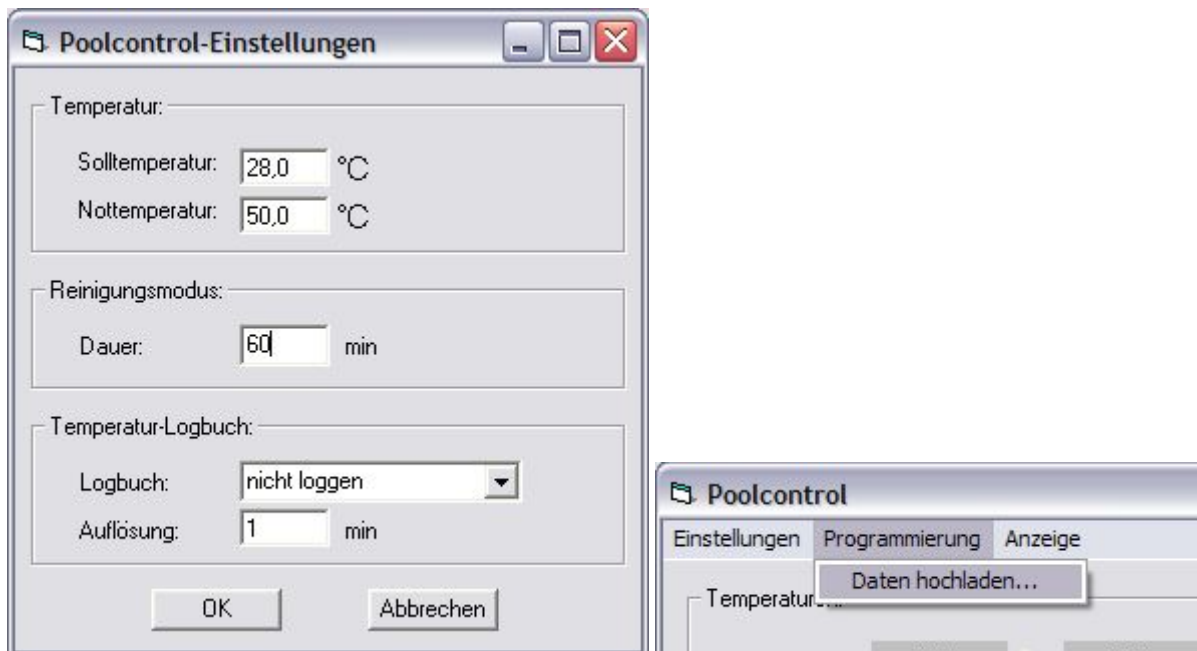 Poolcontrol-Einstellungen
Temperatur:
Solltemperatur: 28,0 °C
Nottemperatur: 50,0 °C
Reinigungsmodus:
Dauer: 60 min
Temperatur-Logbuch:
Logbuch: nicht loggen
Auflösung: 1 min
OK Abbrechen
Poolcontrol
Einstellungen Programmierung Anzeige
Daten hochladen...